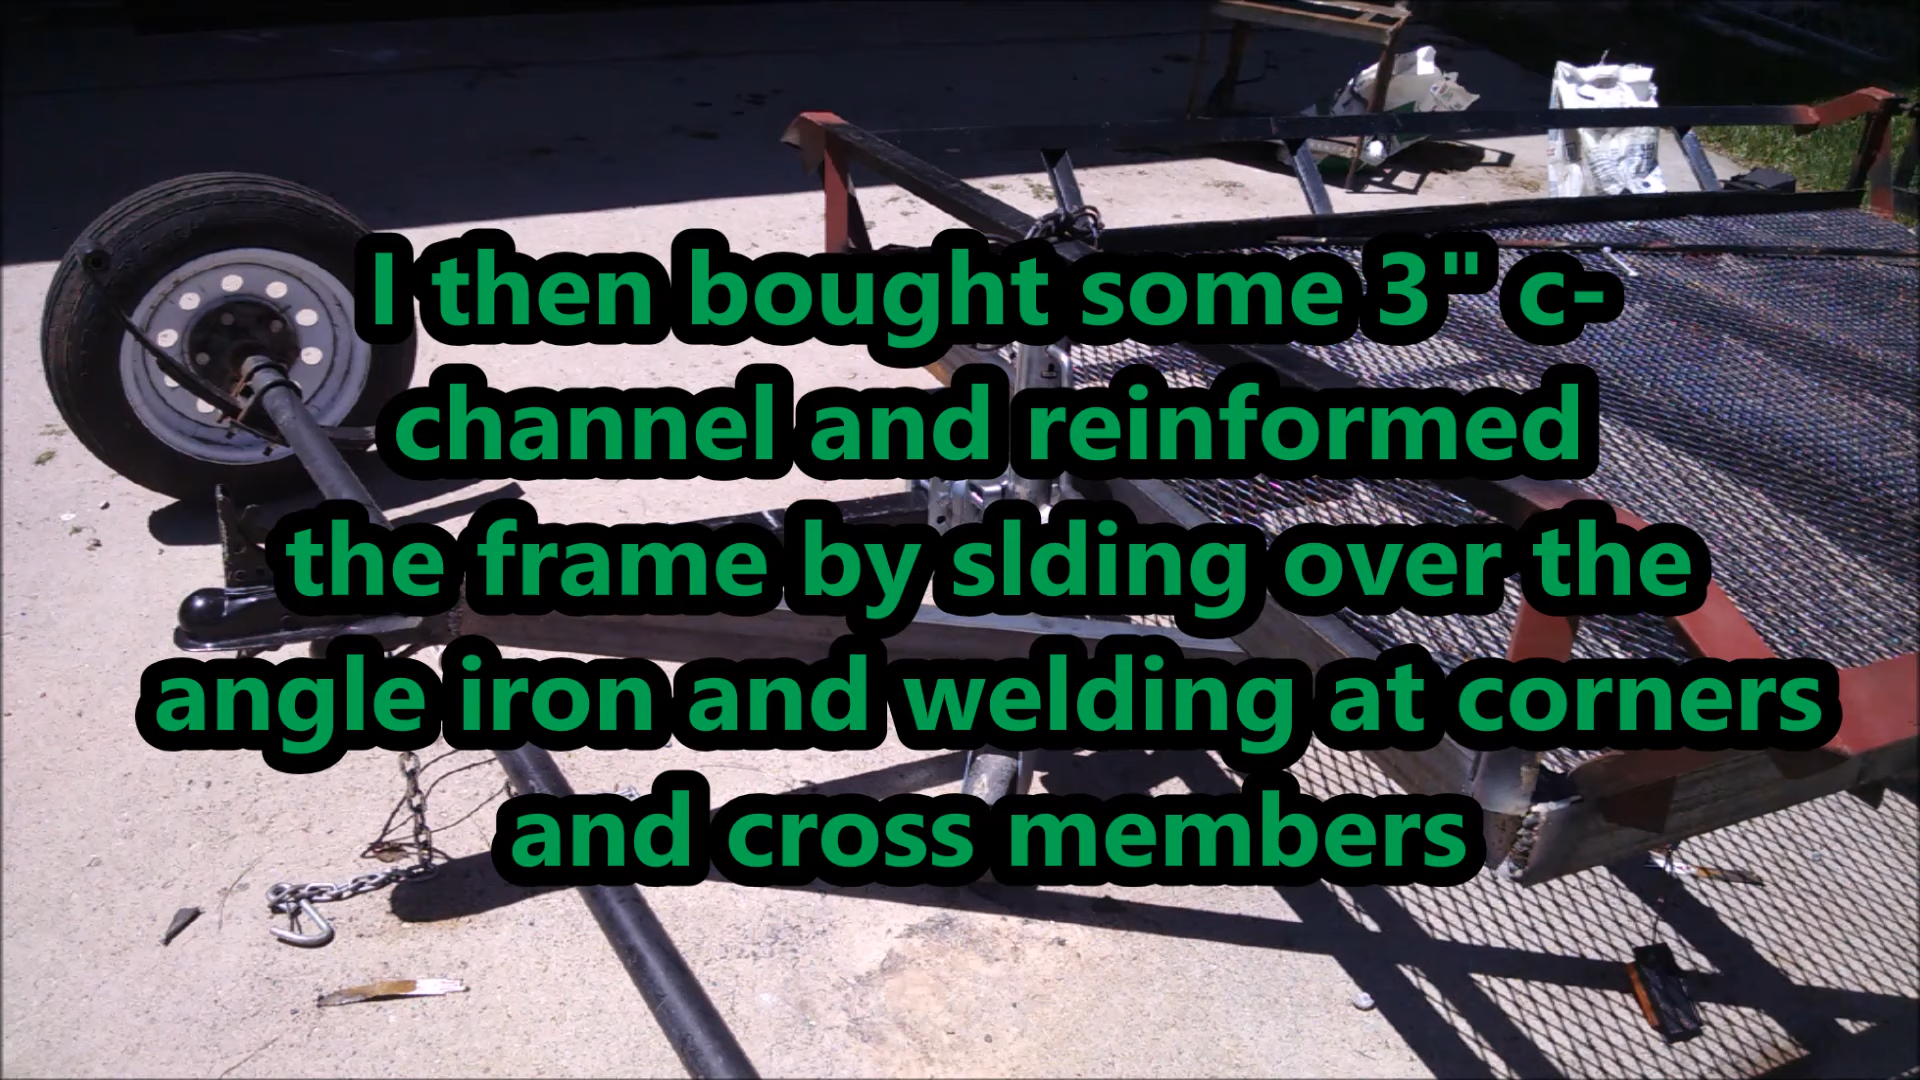 I then bought some 3" c-
channel and reinformed
the frame by slding over the
angle iron and welding at corners
and cross members